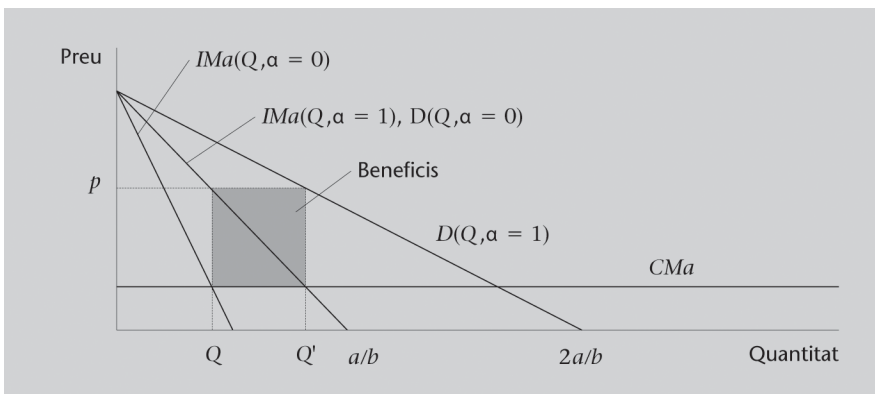 Preu
IMa(Q,α = 0)
IMa(Q,α = 1), D(Q,α = 0)
Beneficis
p
D(Q,α = 1)
CMa
Q
Q'
a/b
2a/b
Quantitat